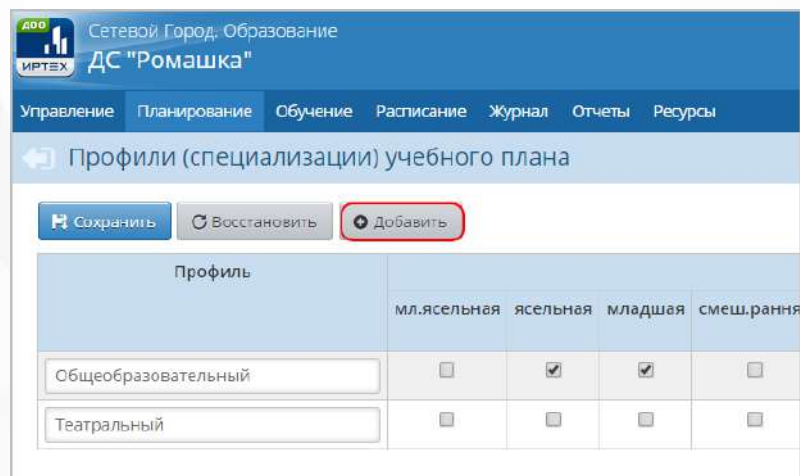 ДОО
ИРТЕХ
Сетевой Город. Образование
ДС "Ромашка"
Управление Планирование Обучение Расписание Журнал Отчеты Ресурсы
Профили (специализации) учебного плана
Сохранить Восстановить Добавить
Профиль
мл.ясельная ясельная младшая смеш.рання
Общеобразовательный
Театральный